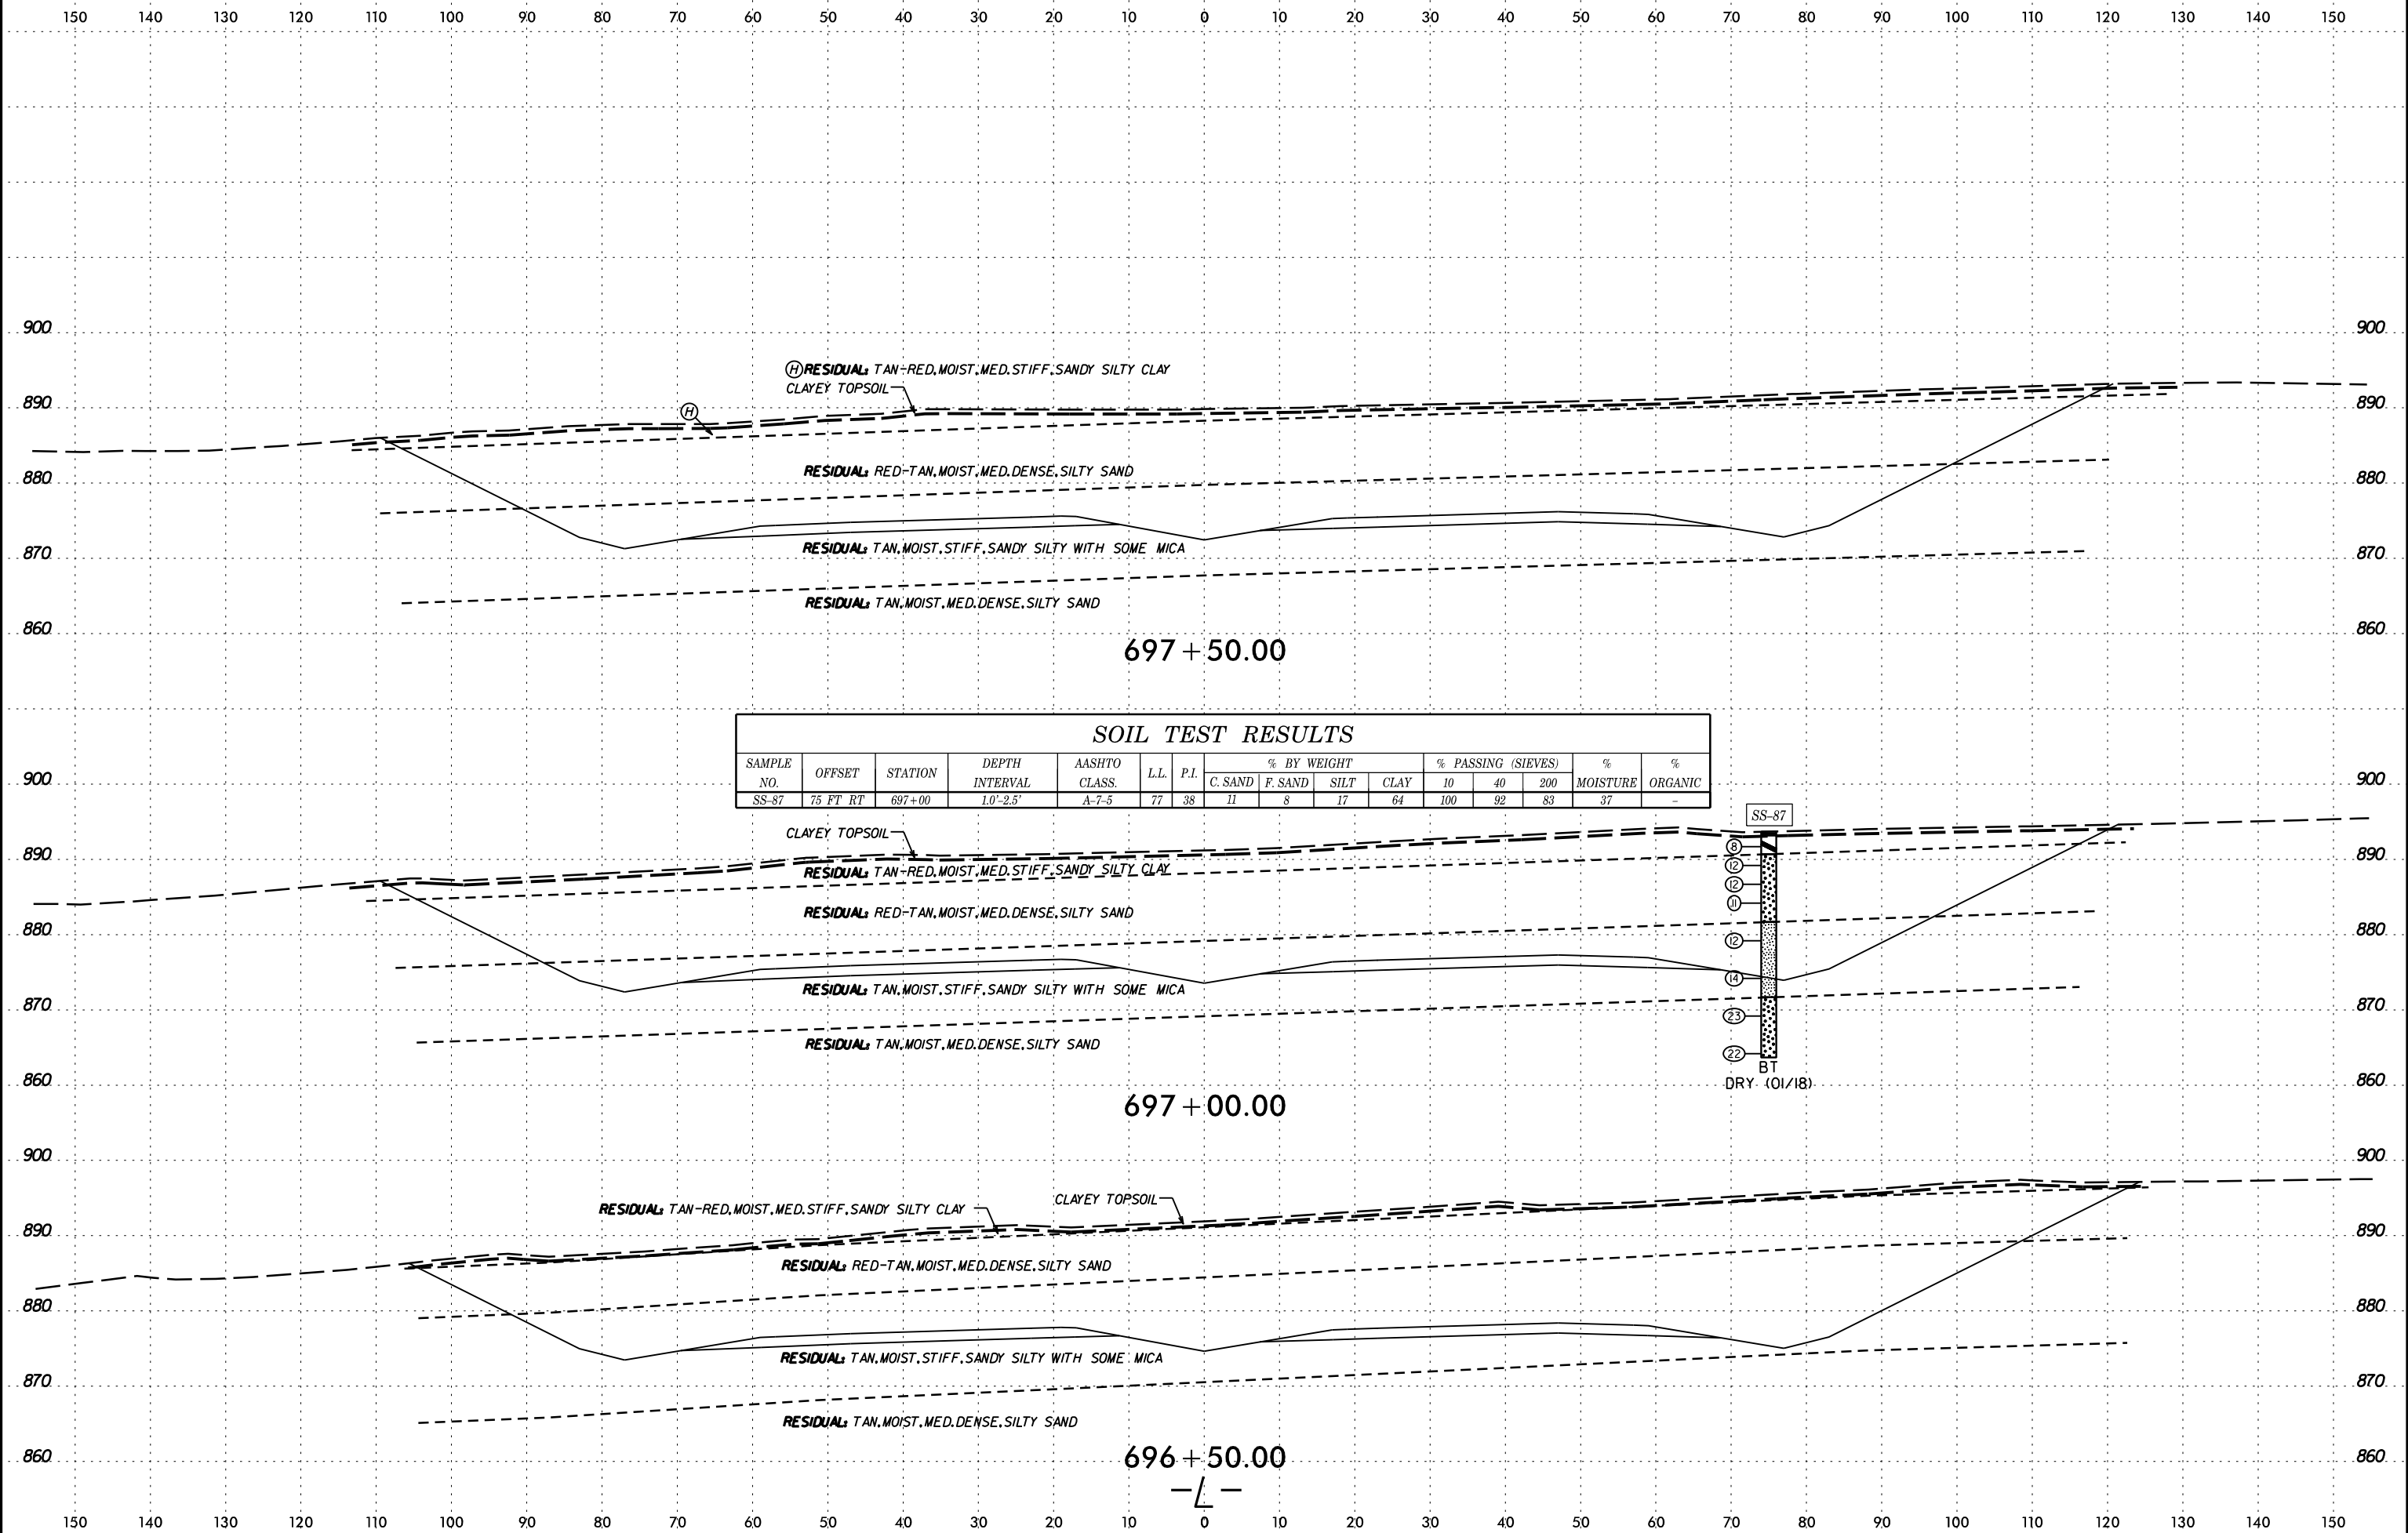 150 140 130 120 110 100 90 80 70 60 50 40 30 20 10 0 10 20 30 40 50 60 70 80 90 100 110 120 130 140 150
900 900
Ⓗ RESIDUAL: TAN-RED, MOIST, MED. STIFF, SANDY SILTY CLAY
CLAYEY TOPSOIL
890 890
Ⓗ
RESIDUAL: RED-TAN, MOIST, MED. DENSE, SILTY SAND
880 880
RESIDUAL: TAN, MOIST, STIFF, SANDY SILTY WITH SOME MICA
870 870
RESIDUAL: TAN, MOIST, MED. DENSE, SILTY SAND
860 860
697+50.00
SOIL TEST RESULTS
SAMPLE NO. OFFSET STATION DEPTH INTERVAL AASHTO CLASS. L.L. P.I. % BY WEIGHT % PASSING (SIEVES) % MOISTURE % ORGANIC
C. SAND F. SAND SILT CLAY 10 40 200
SS-87 75 FT RT 697+00 1.0'-2.5' A-7-5 77 38 11 8 17 64 100 92 83 37 -
900 900
SS-87
CLAYEY TOPSOIL
8
890 890
12
RESIDUAL: TAN-RED, MOIST, MED. STIFF, SANDY SILTY CLAY
12
11
RESIDUAL: RED-TAN, MOIST, MED. DENSE, SILTY SAND
880 880
12
14
RESIDUAL: TAN, MOIST, STIFF, SANDY SILTY WITH SOME MICA
870 870
23
RESIDUAL: TAN, MOIST, MED. DENSE, SILTY SAND
22
BT
860 860
DRY (01/18)
697+00.00
900 900
CLAYEY TOPSOIL
RESIDUAL: TAN-RED, MOIST, MED. STIFF, SANDY SILTY CLAY
890 890
RESIDUAL: RED-TAN, MOIST, MED. DENSE, SILTY SAND
880 880
RESIDUAL: TAN, MOIST, STIFF, SANDY SILTY WITH SOME MICA
870 870
RESIDUAL: TAN, MOIST, MED. DENSE, SILTY SAND
860 860
696+50.00
-L-
150 140 130 120 110 100 90 80 70 60 50 40 30 20 10 0 10 20 30 40 50 60 70 80 90 100 110 120 130 140 150